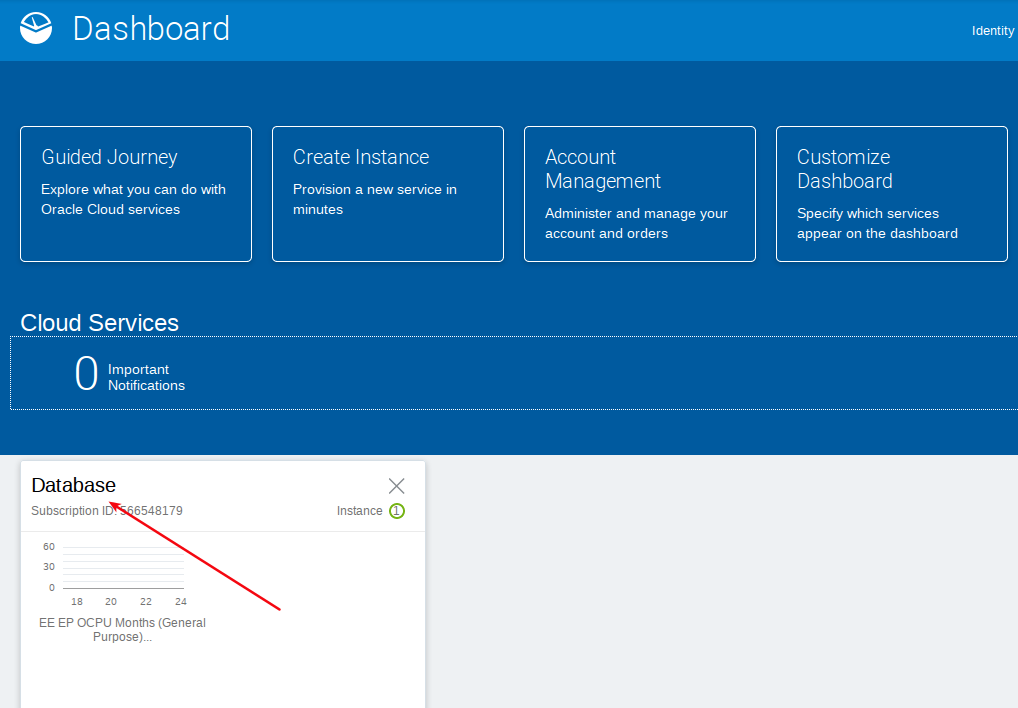 Dashboard
Identity
Guided Journey
Explore what you can do with
Oracle Cloud services
Create Instance
Provision a new service in
minutes
Account
Management
Administer and manage your
account and orders
Customize
Dashboard
Specify which services
appear on the dashboard
Cloud Services
0 Important
Notifications
Database
Subscription ID: 566548179
Instance 1
60
30
0
18 20 22 24
EE EP OCPU Months (General
Purpose)...